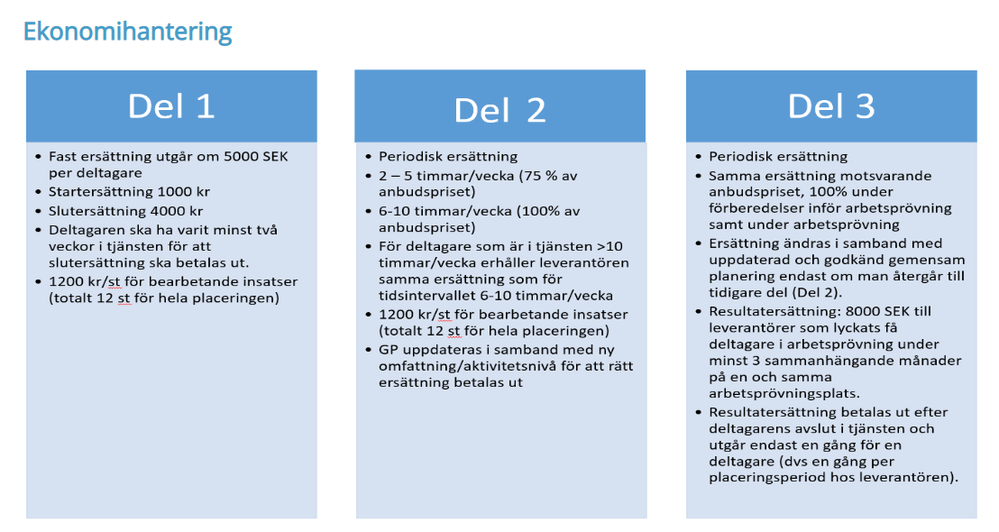 Ekonomihantering
Del 1
• Fast ersättning utgår om 5000 SEK
per deltagare
• Startersättning 1000 kr
• Slutersättning 4000 kr
• Deltagaren ska ha varit minst två
veckor i tjänsten för att
slutersättning ska betalas ut.
• 1200 kr/st för bearbetande insatser
(totalt 12 st för hela placeringen)
Del 2
• Periodisk ersättning
• 2 – 5 timmar/vecka (75 % av
anbudspriset)
• 6-10 timmar/vecka (100% av
anbudspriset)
• För deltagare som är i tjänsten >10
timmar/vecka erhåller leverantören
samma ersättning som för
tidsintervallet 6-10 timmar/vecka
• 1200 kr/st för bearbetande insatser
(totalt 12 st för hela placeringen)
• GP uppdateras i samband med ny
omfattning/aktivitetsnivå för att rätt
ersättning betalas ut
Del 3
• Periodisk ersättning
• Samma ersättning motsvarande
anbudspriset, 100% under
förberedelser inför arbetsprövning
samt under arbetsprövning
• Ersättning ändras i samband med
uppdaterad och godkänd gemensam
planering endast om man återgår till
tidigare del (Del 2).
• Resultatersättning: 8000 SEK till
leverantörer som lyckats få
deltagare i arbetsprövning under
minst 3 sammanhängande månader
på en och samma
arbetsprövningsplats.
• Resultatersättning betalas ut efter
deltagarens avslut i tjänsten och
utgår endast en gång för en
deltagare (dvs en gång per
placeringsperiod hos leverantören).